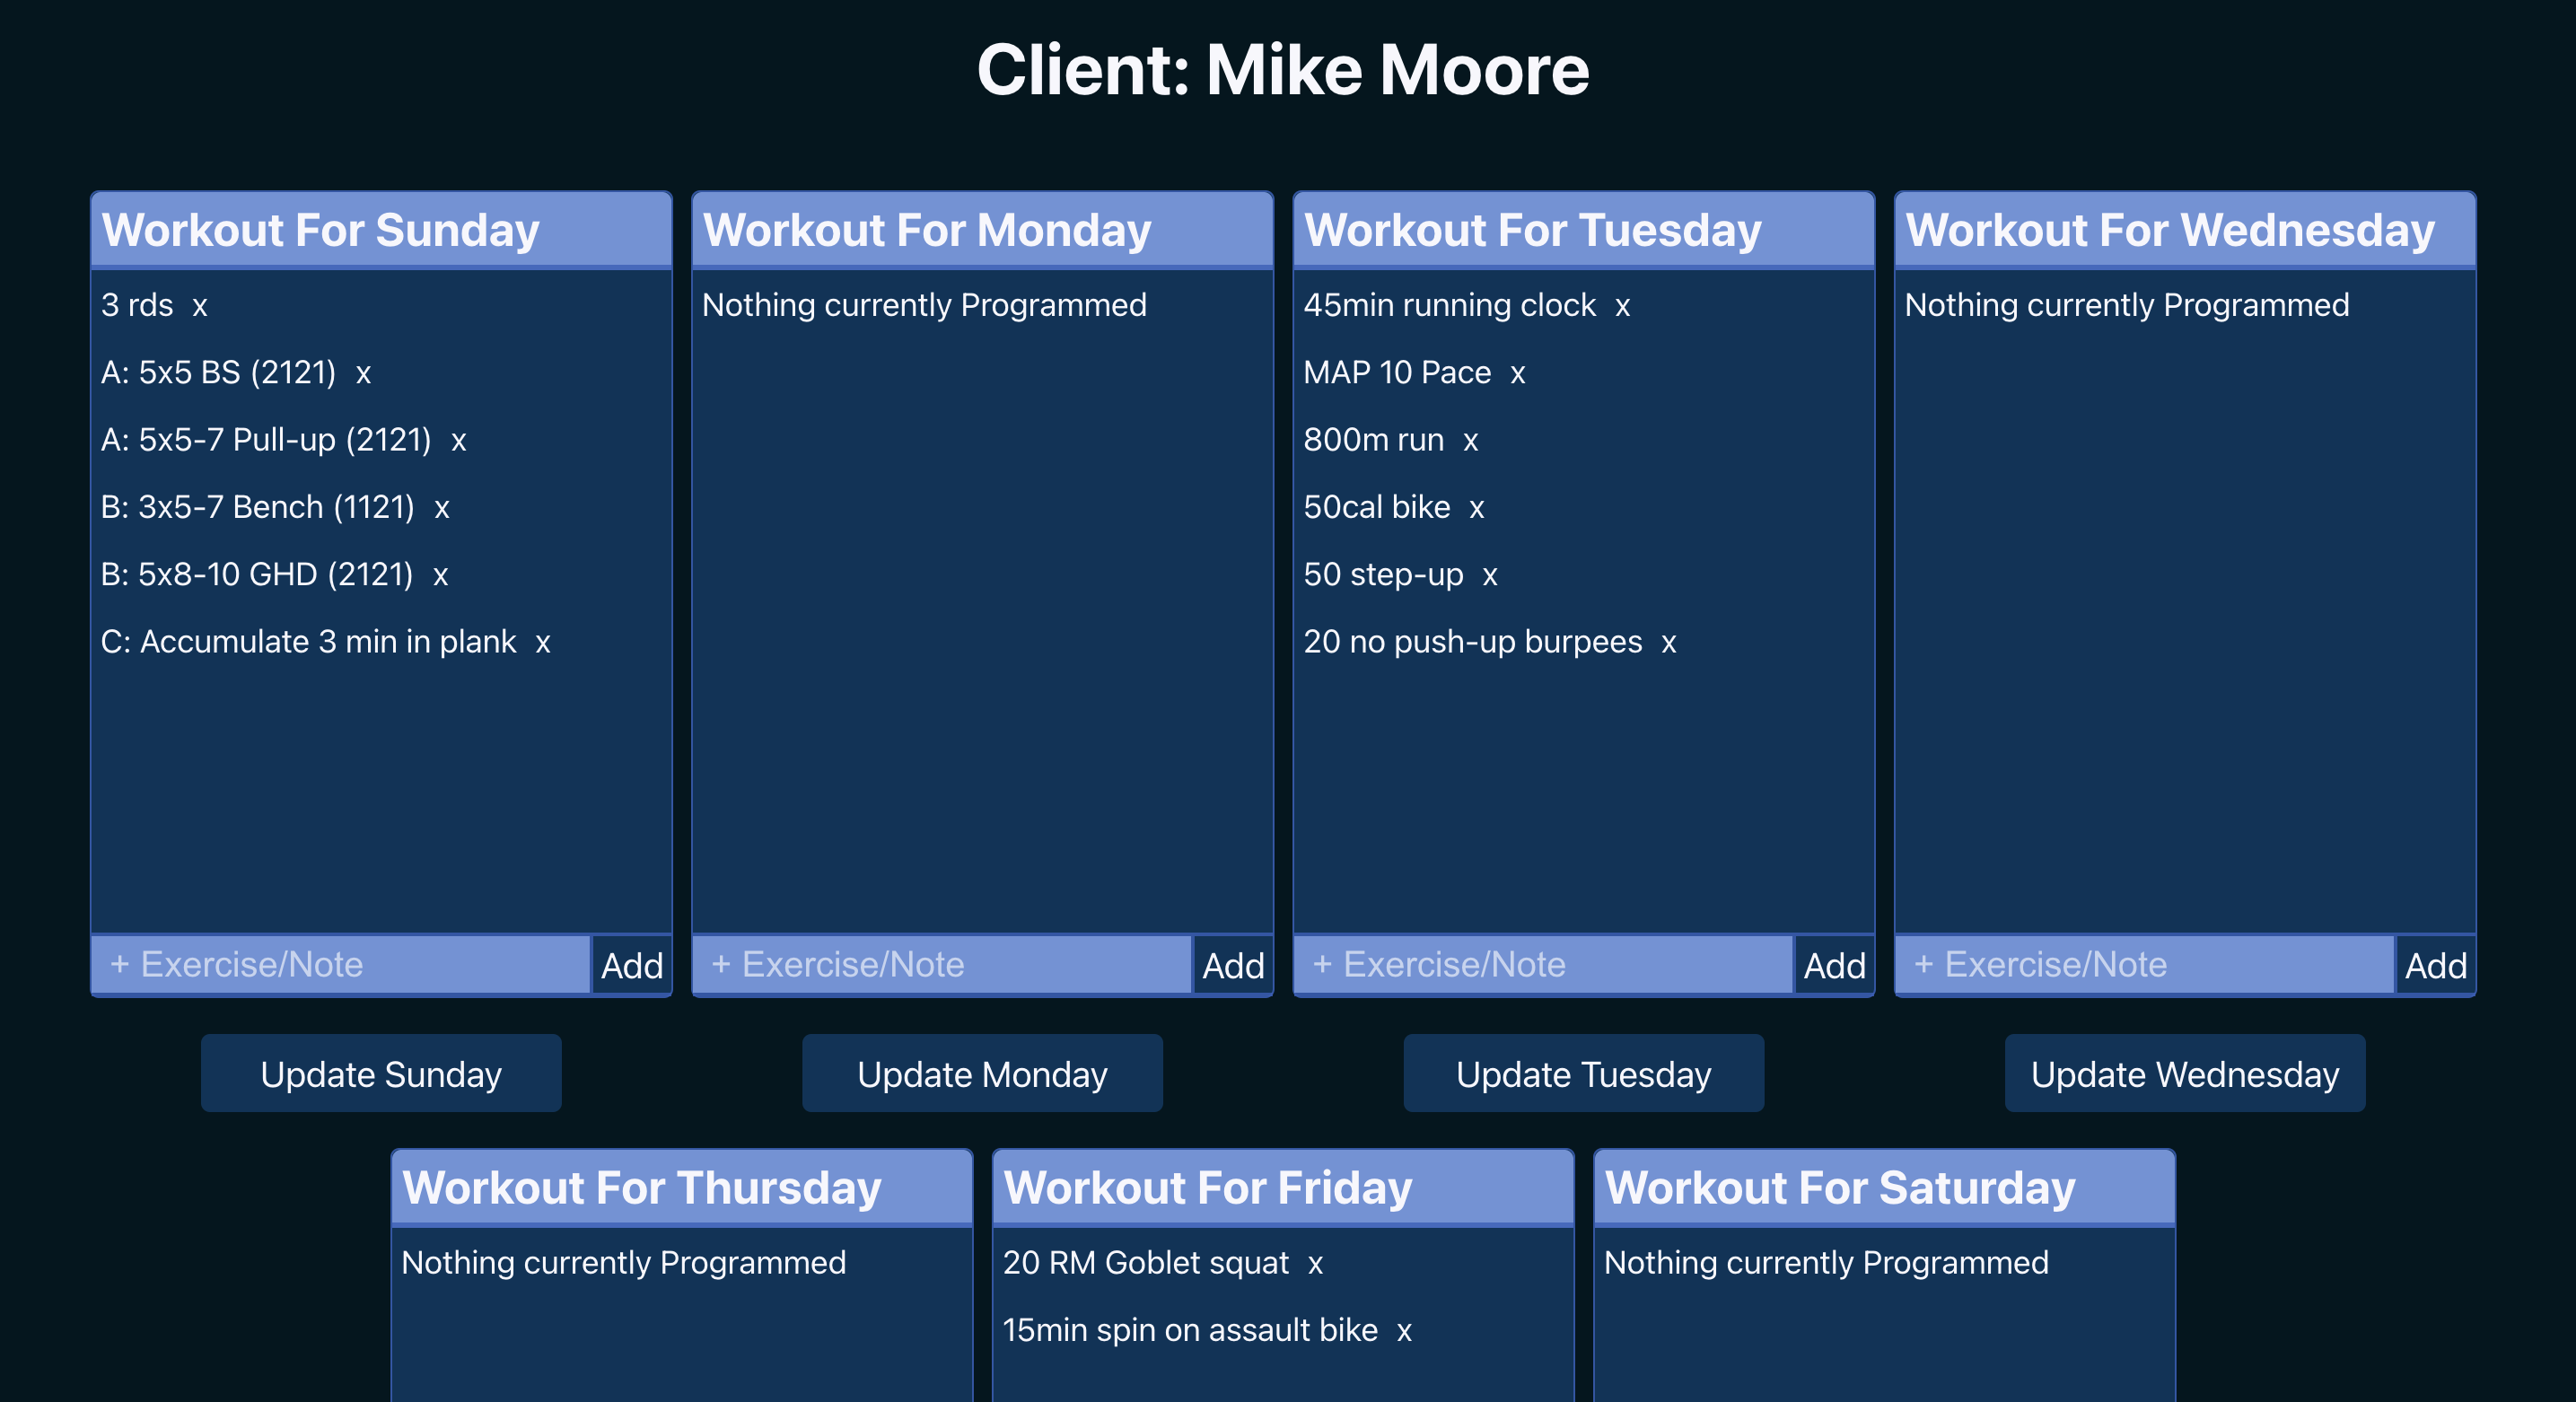 Client: Mike Moore
Workout For Sunday
3 rds x
A: 5x5 BS (2121) x
A: 5x5-7 Pull-up (2121) x
B: 3x5-7 Bench (1121) x
B: 5x8-10 GHD (2121) x
C: Accumulate 3 min in plank x
+ Exercise/Note Add
Update Sunday
Workout For Monday
Nothing currently Programmed
+ Exercise/Note Add
Update Monday
Workout For Tuesday
45min running clock x
MAP 10 Pace x
800m run x
50cal bike x
50 step-up x
20 no push-up burpees x
+ Exercise/Note Add
Update Tuesday
Workout For Wednesday
Nothing currently Programmed
+ Exercise/Note Add
Update Wednesday
Workout For Thursday
Nothing currently Programmed
Workout For Friday
20 RM Goblet squat x
15min spin on assault bike x
Workout For Saturday
Nothing currently Programmed